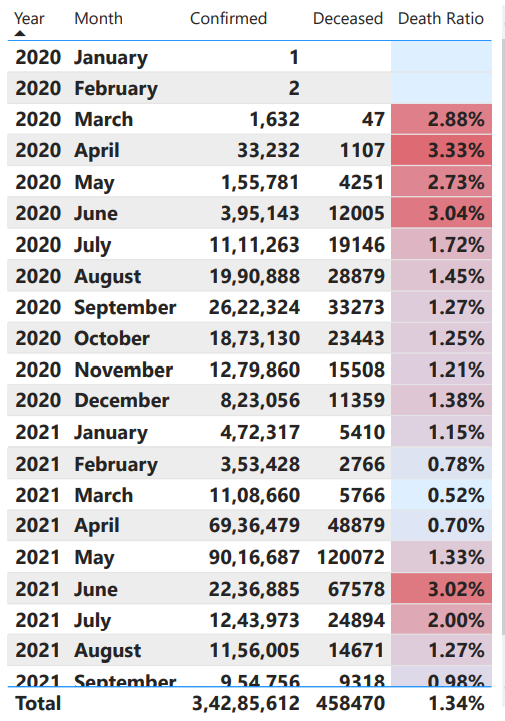 Year Month Confirmed Deceased Death Ratio
2020 January 1
2020 February 2
2020 March 1,632 47 2.88%
2020 April 33,232 1107 3.33%
2020 May 1,55,781 4251 2.73%
2020 June 3,95,143 12005 3.04%
2020 July 11,11,263 19146 1.72%
2020 August 19,90,888 28879 1.45%
2020 September 26,22,324 33273 1.27%
2020 October 18,73,130 23443 1.25%
2020 November 12,79,860 15508 1.21%
2020 December 8,23,056 11359 1.38%
2021 January 4,72,317 5410 1.15%
2021 February 3,53,428 2766 0.78%
2021 March 11,08,660 5766 0.52%
2021 April 69,36,479 48879 0.70%
2021 May 90,16,687 120072 1.33%
2021 June 22,36,885 67578 3.02%
2021 July 12,43,973 24894 2.00%
2021 August 11,56,005 14671 1.27%
2021 September 9,54,756 9318 0.98%
Total 3,42,85,612 458470 1.34%